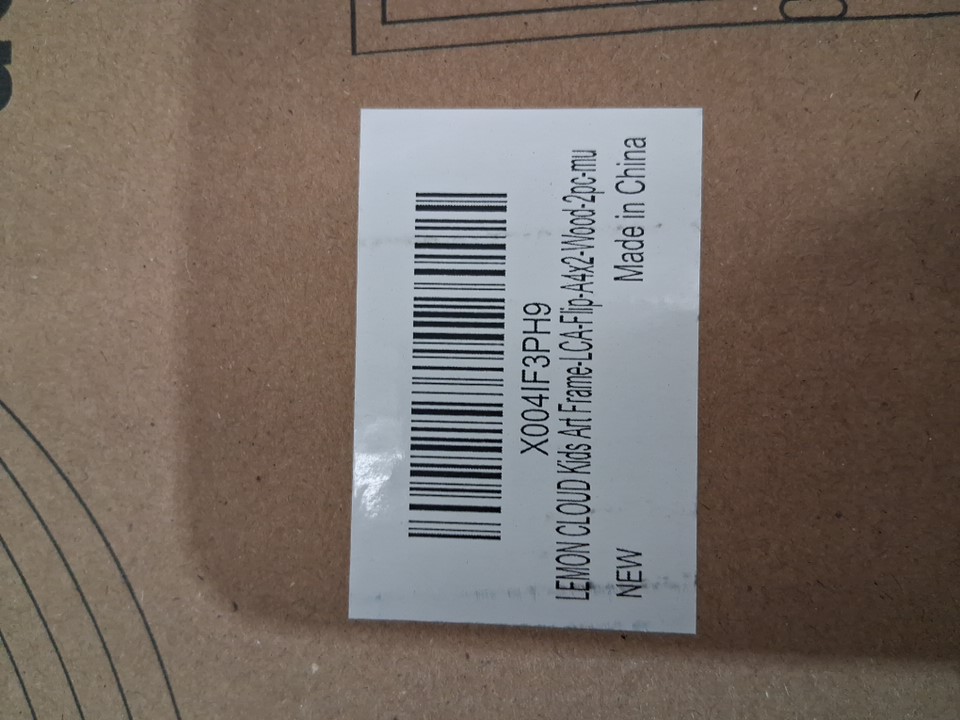 X004IF3PH9
LEMON CLOUD Kids Art Frame-LCA-Flip-A4x2-Wood-2pc-mu
NEW Made in China